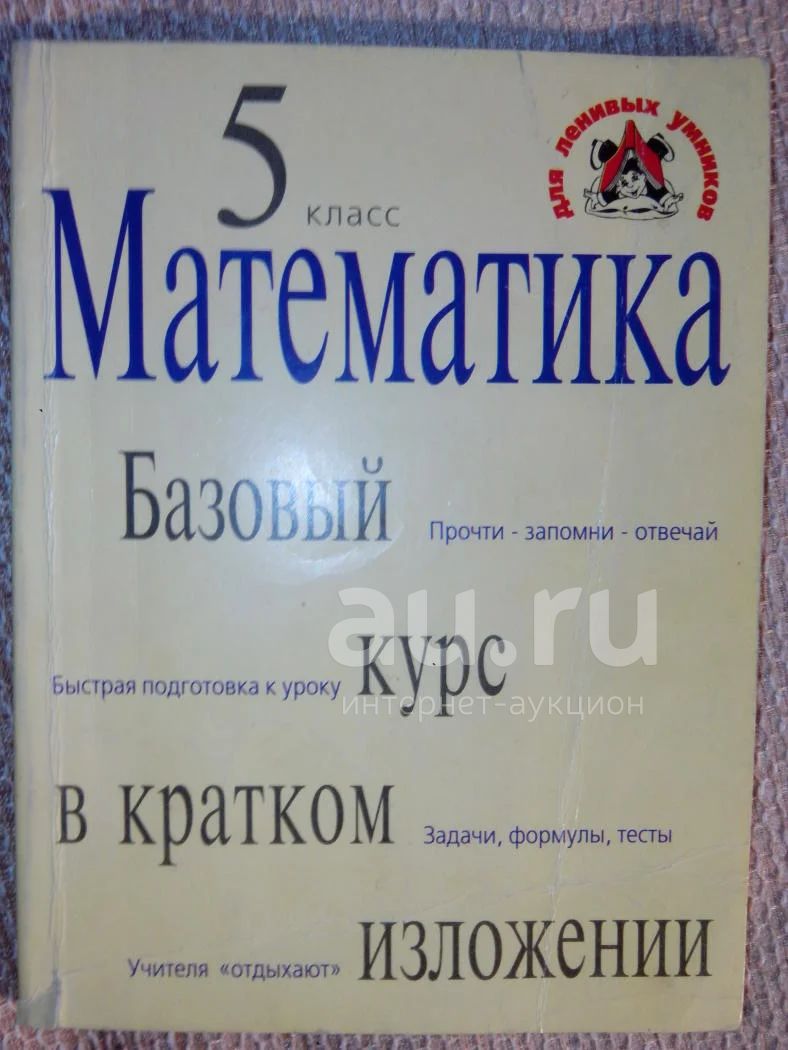 для ленивых умников
5
класс
Математика
Базовый
Прочти - запомни - отвечай
au.ru
интернет-аукцион
курс
Быстрая подготовка к уроку
в кратком
Задачи, формулы, тесты
Учителя «отдыхают»
изложении